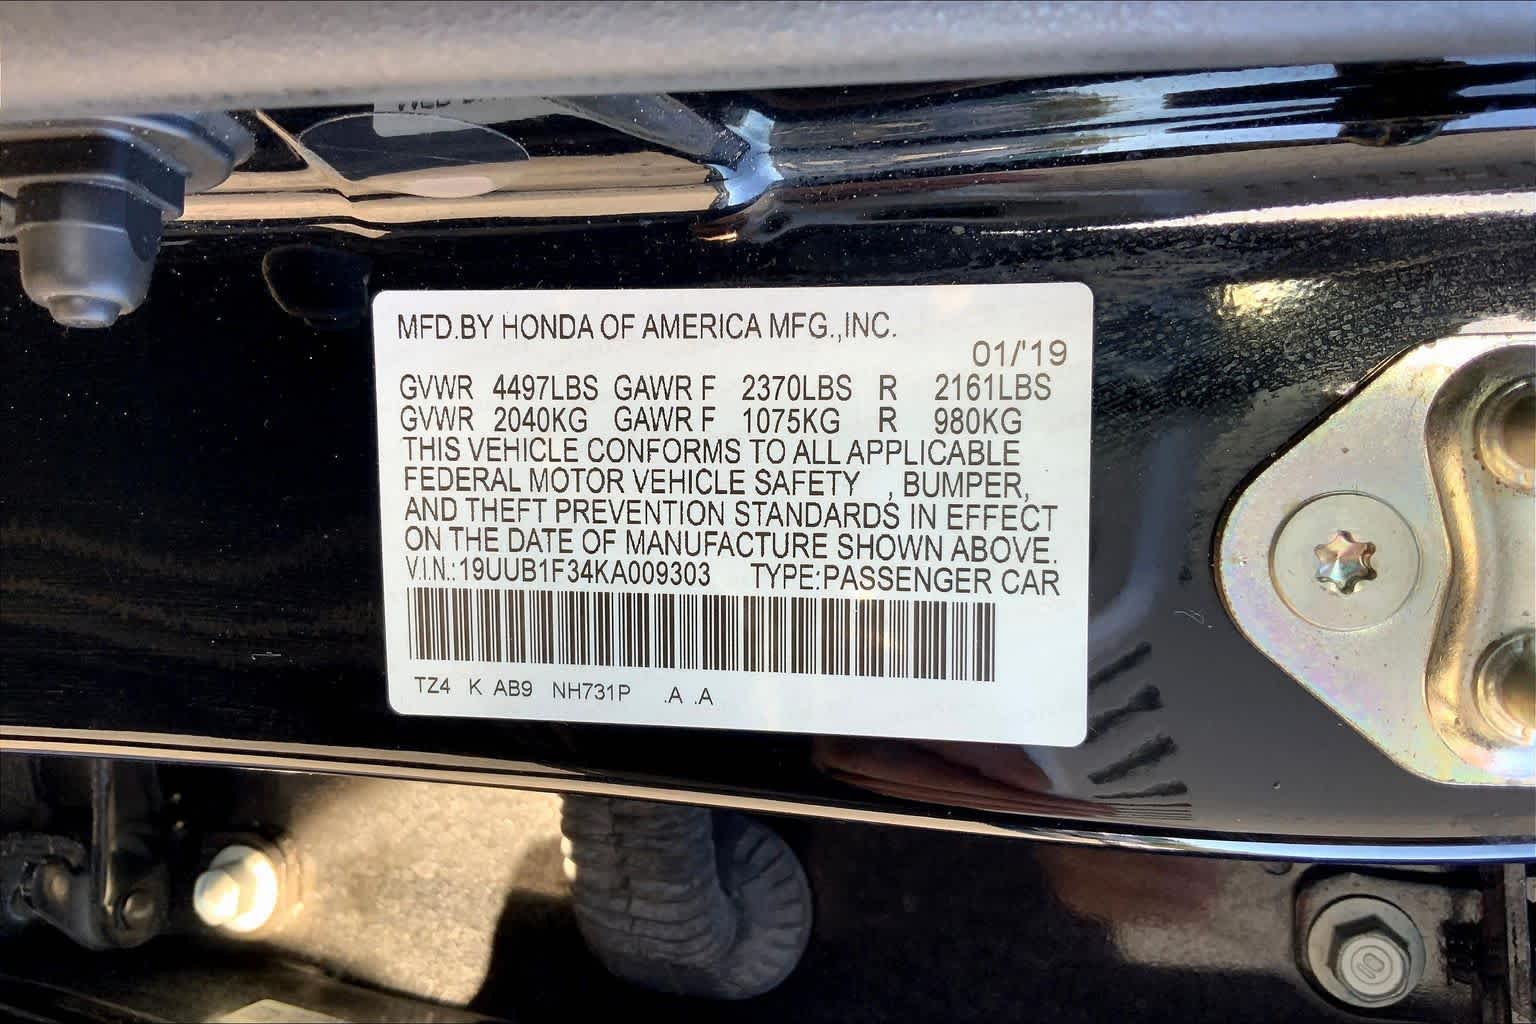 MFD.BY HONDA OF AMERICA MFG.,INC.
01/'19
GVWR 4497LBS GAWR F 2370LBS R 2161LBS
GVWR 2040KG GAWR F 1075KG R 980KG
THIS VEHICLE CONFORMS TO ALL APPLICABLE
FEDERAL MOTOR VEHICLE SAFETY , BUMPER,
AND THEFT PREVENTION STANDARDS IN EFFECT
ON THE DATE OF MANUFACTURE SHOWN ABOVE.
V.I.N.:19UUB1F34KA009303 TYPE:PASSENGER CAR
TZ4 K AB9 NH731P .A .A
10